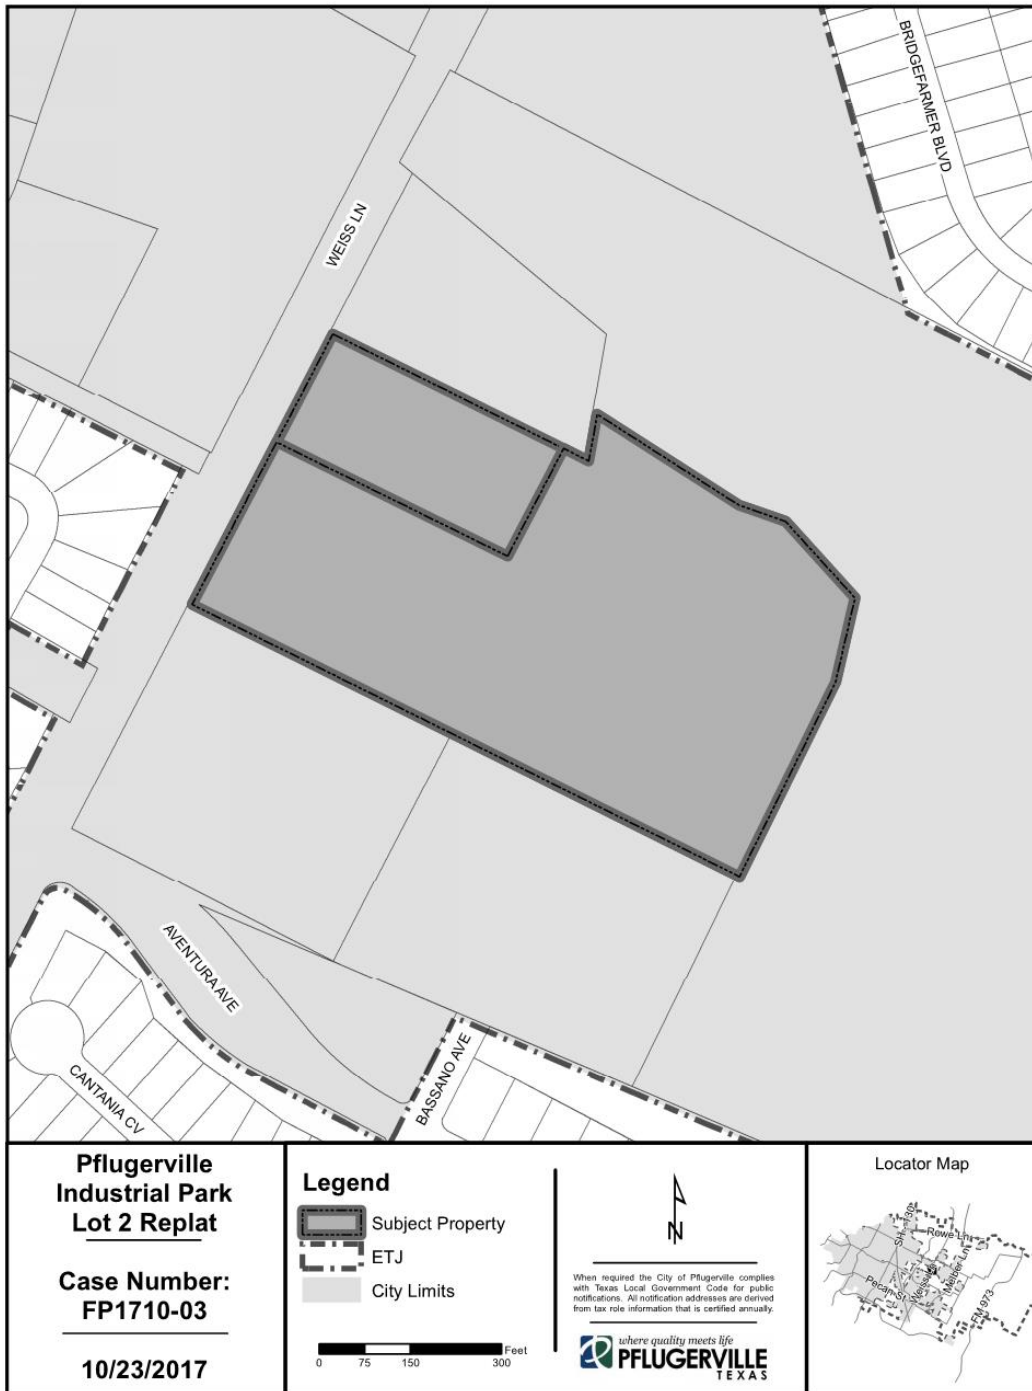 BRIDGEFARMER BLVD
WEISS LN
AVENTURA AVE
CANTANIA CV
BASSANO AVE
Pflugerville
Industrial Park
Lot 2 Replat
Case Number:
FP1710-03
10/23/2017
Legend
Subject Property
ETJ
City Limits
Feet
0 75 150 300
N
When required the City of Pflugerville complies
with Texas Local Government Code for public
notifications. All notification addresses are derived
from tax role information that is certified annually.
where quality meets life
PFLUGERVILLE
TEXAS
Locator Map
SH 130
Rowe Ln
Melber Ln
Weiss Ln
Pecan St
FM 973